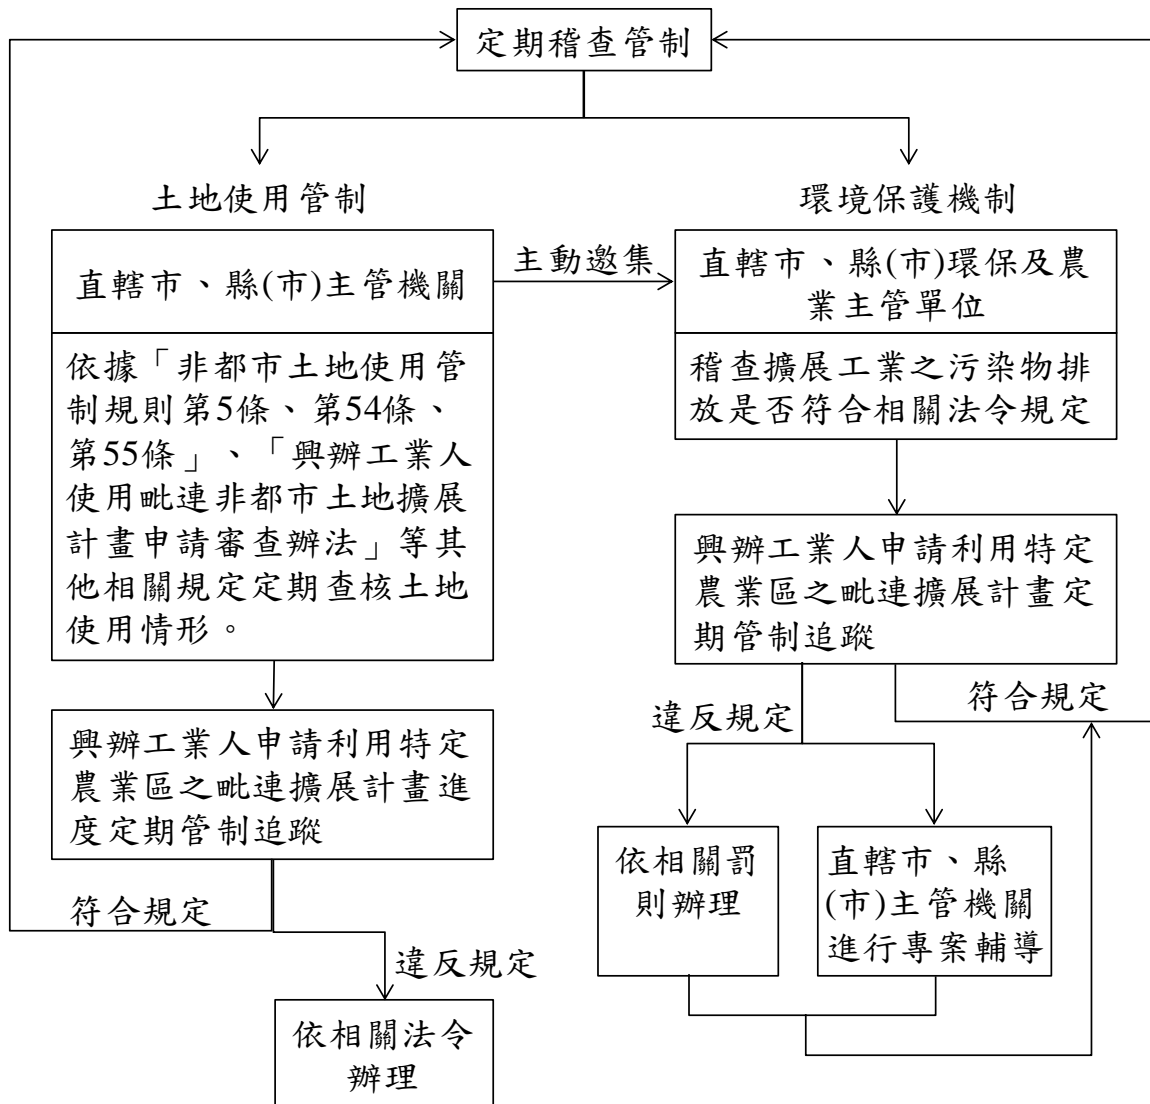 定期稽查管制
土地使用管制
直轄市、縣(市)主管機關
依據「非都市土地使用管
制規則第5條、第54條、
第55條」、「興辦工業人
使用毗連非都市土地擴展
計畫申請審查辦法」等其
他相關規定定期查核土地
使用情形。
興辦工業人申請利用特定
農業區之毗連擴展計畫進
度定期管制追蹤
符合規定
違反規定
依相關法令
辦理
主動邀集
環境保護機制
直轄市、縣(市)環保及農
業主管單位
稽查擴展工業之污染物排
放是否符合相關法令規定
興辦工業人申請利用特定
農業區之毗連擴展計畫定
期管制追蹤
違反規定
符合規定
依相關罰
則辦理
直轄市、縣
(市)主管機關
進行專案輔導